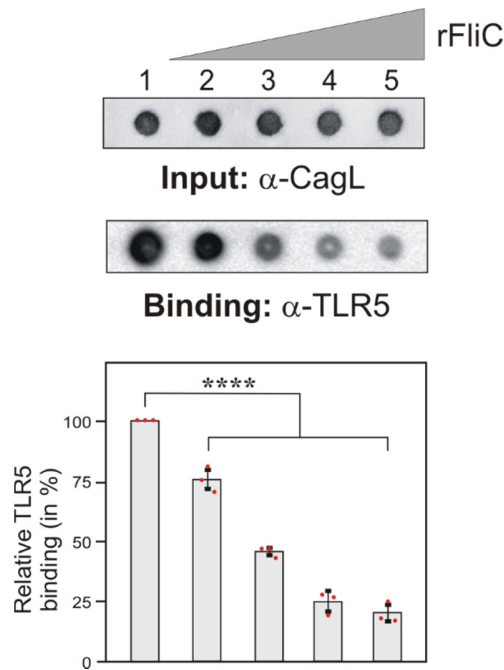 rFliC
1 2 3 4 5
Input: α-CagL
Binding: α-TLR5
****
Relative TLR5
binding (in %)
100
75
50
25
0